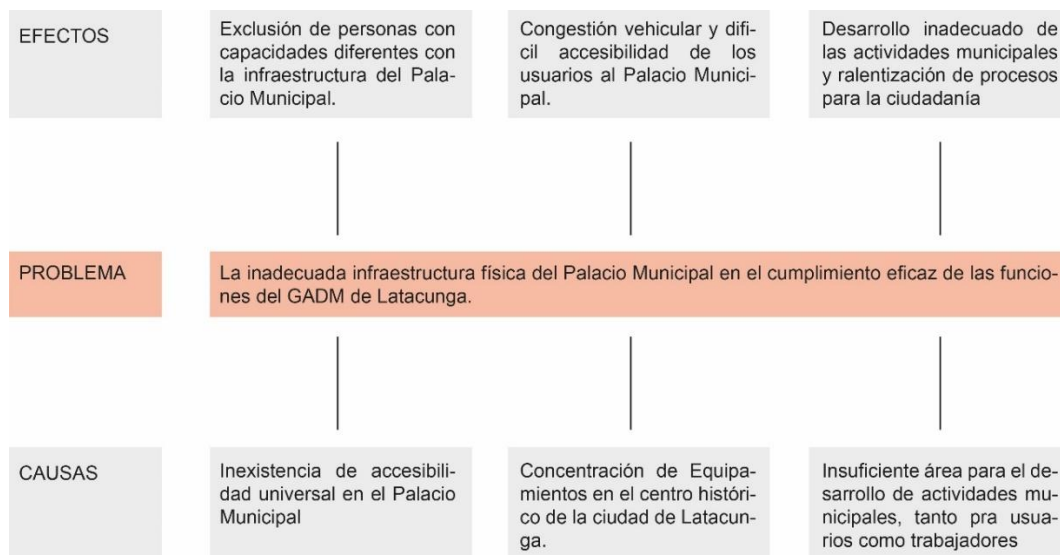 EFECTOS
Exclusión de personas con
capacidades diferentes con
la infraestructura del Pala-
cio Municipal.
Congestión vehicular y difi-
cil accesibilidad de los
usuarios al Palacio Munici-
pal.
Desarrollo inadecuado de
las actividades municipales
y ralentización de procesos
para la ciudadanía
PROBLEMA
La inadecuada infraestructura física del Palacio Municipal en el cumplimiento eficaz de las funcio-
nes del GADM de Latacunga.
CAUSAS
Inexistencia de accesibili-
dad universal en el Palacio
Municipal
Concentración de Equipa-
mientos en el centro históri-
co de la ciudad de Latacun-
ga.
Insuficiente área para el de-
sarrollo de actividades mu-
nicipales, tanto pra usua-
rios como trabajadores